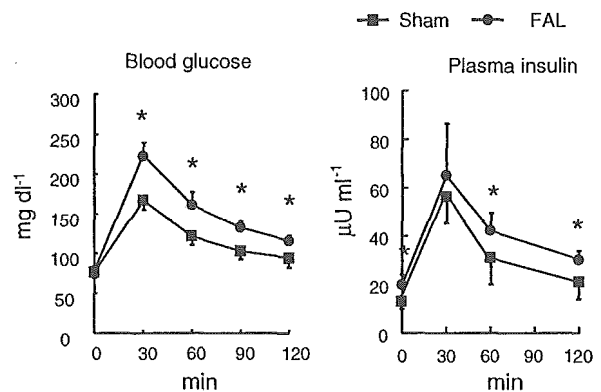 Sham FAL
Blood glucose
Plasma insulin
300
250
200
150
100
50
0
mg dl-1
* * * *
0 30 60 90 120
min
100
80
60
40
20
0
μU ml-1
* * *
0 30 60 90 120
min